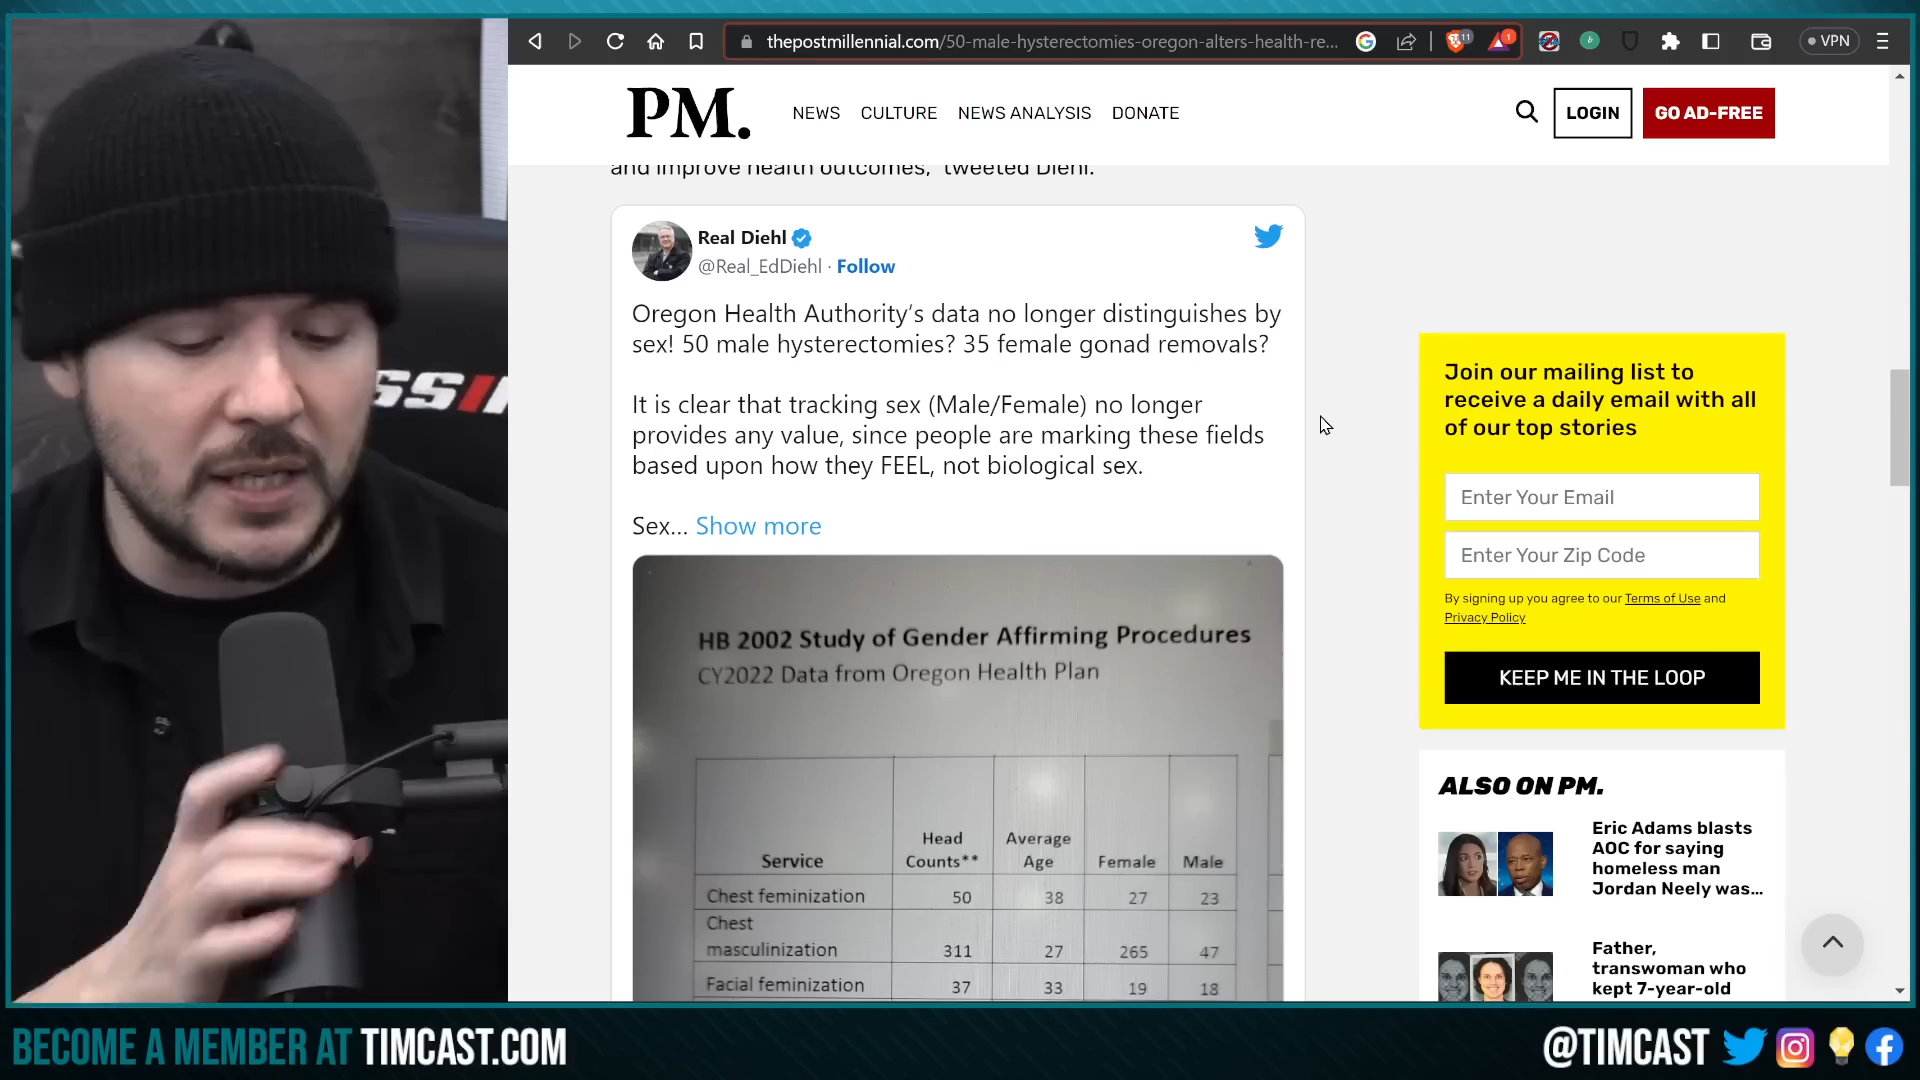 thepostmillennial.com/50-male-hysterectomies-oregon-alters-health-re...
11
1
VPN
PM.
NEWS CULTURE NEWS ANALYSIS DONATE
LOGIN
GO AD-FREE
and improve health outcomes," tweeted Diehl.
Real Diehl
@Real_EdDiehl · Follow
Oregon Health Authority's data no longer distinguishes by
sex! 50 male hysterectomies? 35 female gonad removals?
It is clear that tracking sex (Male/Female) no longer
provides any value, since people are marking these fields
based upon how they FEEL, not biological sex.
Sex... Show more
HB 2002 Study of Gender Affirming Procedures
CY2022 Data from Oregon Health Plan
Service Head Counts** Average Age Female Male
Chest feminization 50 38 27 23
Chest
masculinization 311 27 265 47
Facial feminization 37 33 19 18
Join our mailing list to
receive a daily email with all
of our top stories
Enter Your Email
Enter Your Zip Code
By signing up you agree to our Terms of Use and
Privacy Policy
KEEP ME IN THE LOOP
ALSO ON PM.
Eric Adams blasts
AOC for saying
homeless man
Jordan Neely was...
Father,
transwoman who
kept 7-year-old
BECOME A MEMBER AT TIMCAST.COM
@TIMCAST